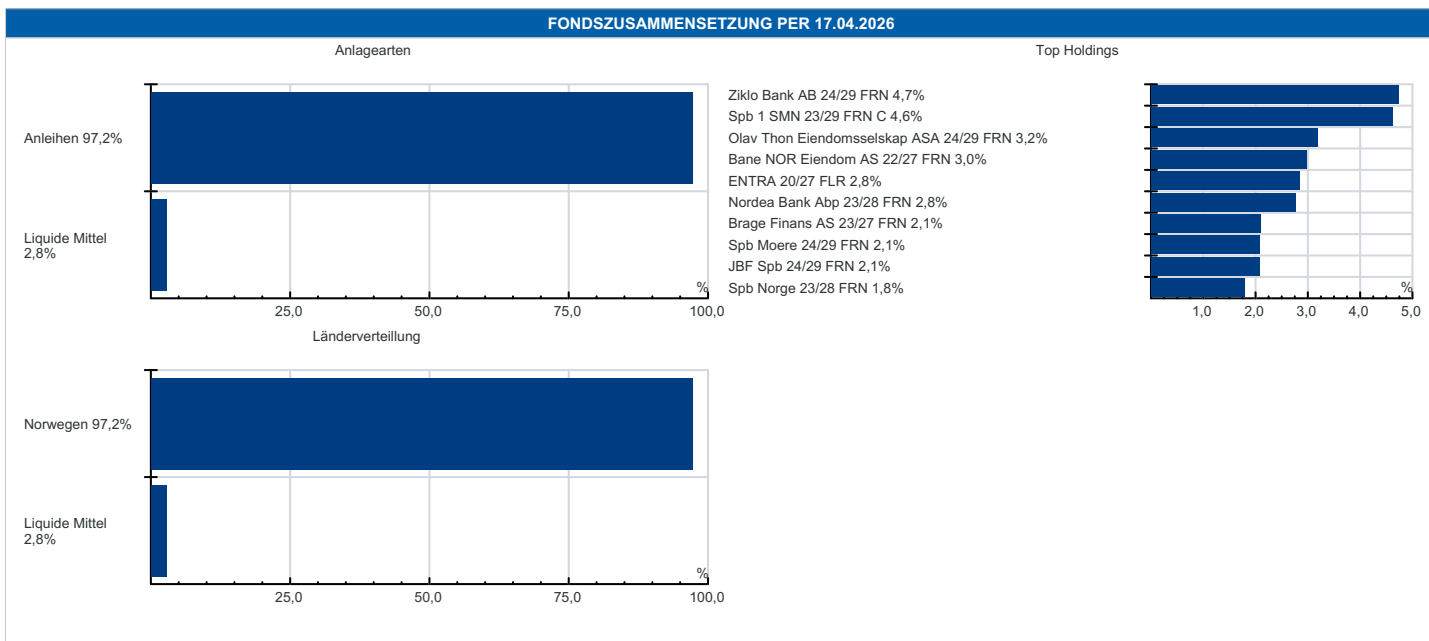 FONDSZUSAMMENSETZUNG PER 17.04.2026
Anlagearten
Anleihen 97,2%
Liquide Mittel
2,8%
%
25,0
50,0
75,0
100,0
Länderverteillung
Norwegen 97,2%
Liquide Mittel
2,8%
%
25,0
50,0
75,0
100,0
Top Holdings
Ziklo Bank AB 24/29 FRN 4,7%
Spb 1 SMN 23/29 FRN C 4,6%
Olav Thon Eiendomsselskap ASA 24/29 FRN 3,2%
Bane NOR Eiendom AS 22/27 FRN 3,0%
ENTRA 20/27 FLR 2,8%
Nordea Bank Abp 23/28 FRN 2,8%
Brage Finans AS 23/27 FRN 2,1%
Spb Moere 24/29 FRN 2,1%
JBF Spb 24/29 FRN 2,1%
Spb Norge 23/28 FRN 1,8%
%
1,0
2,0
3,0
4,0
5,0